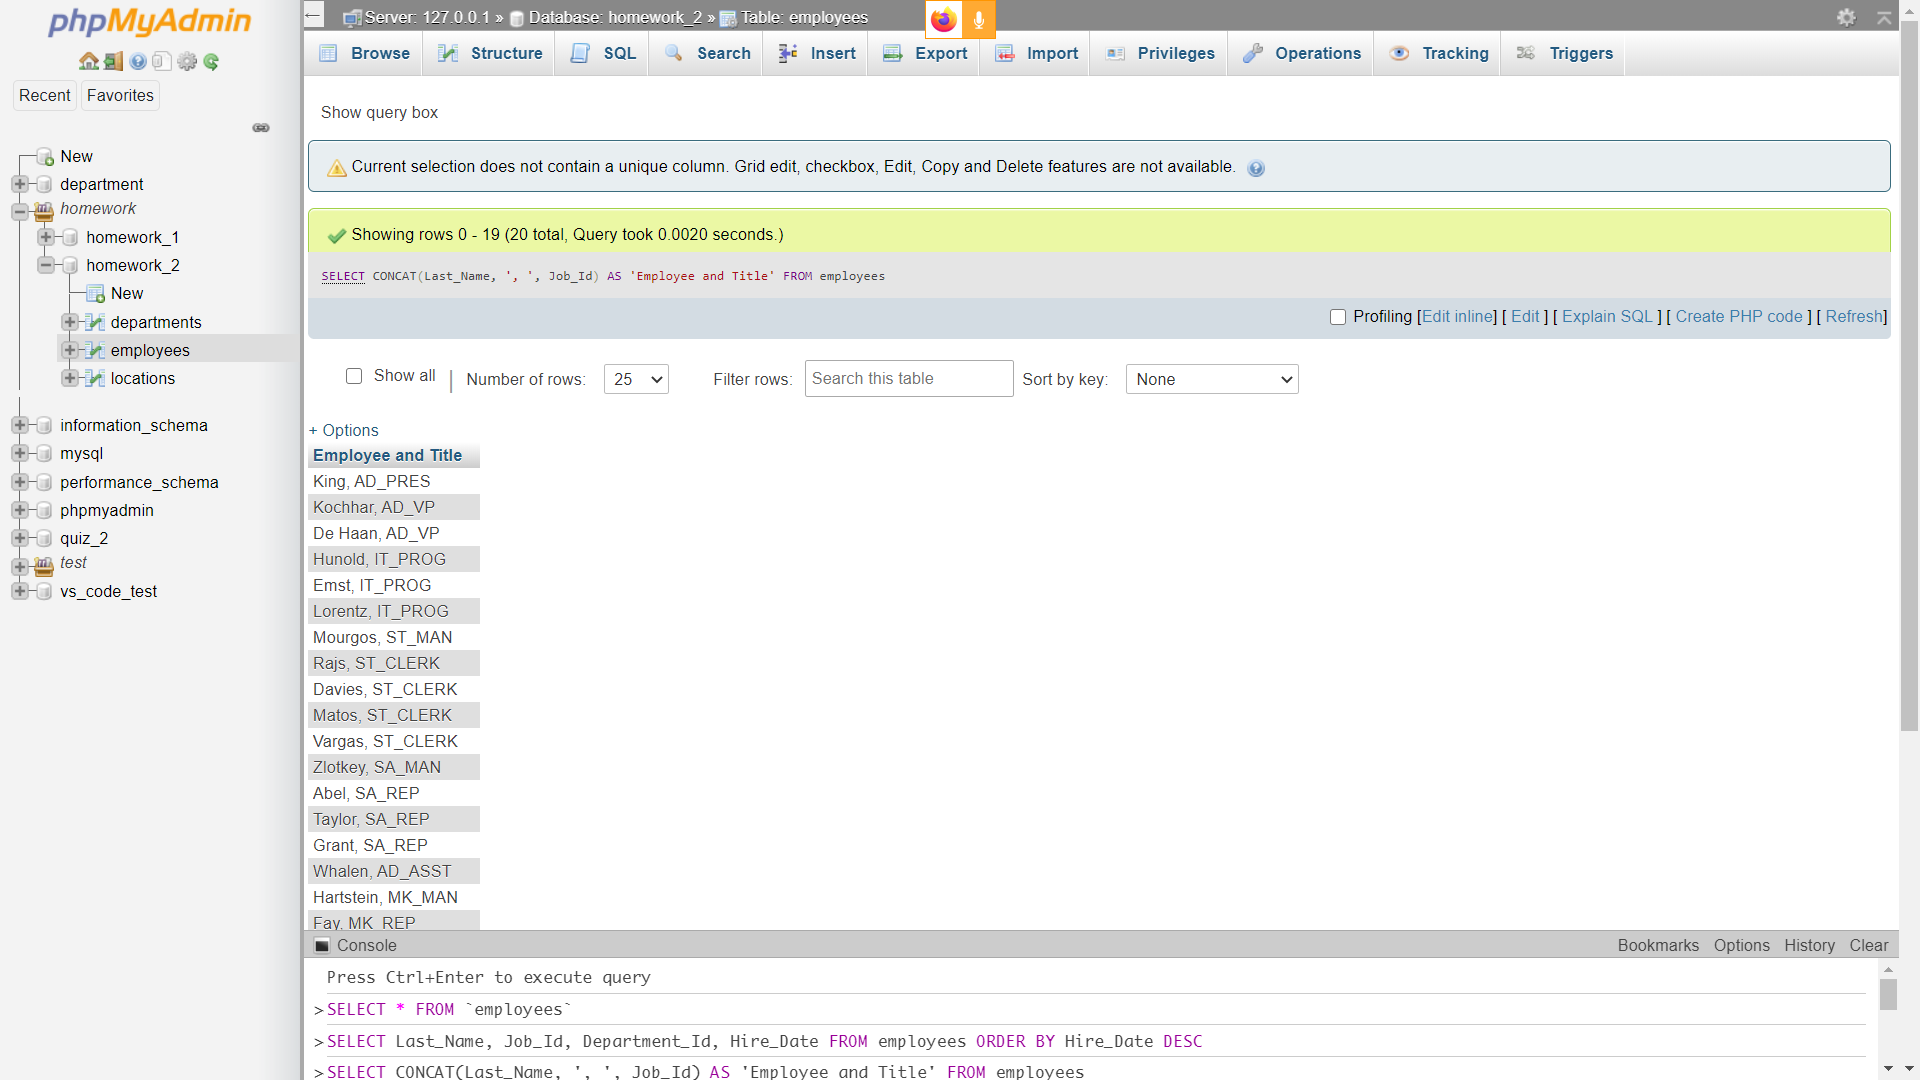 phpMyAdmin
Recent Favorites
New
department
homework
homework_1
homework_2
New
departments
employees
locations
information_schema
mysql
performance_schema
phpmyadmin
quiz_2
test
vs_code_test
Server: 127.0.0.1 » Database: homework_2 » Table: employees
Browse Structure SQL Search Insert Export Import Privileges Operations Tracking Triggers
Show query box
Current selection does not contain a unique column. Grid edit, checkbox, Edit, Copy and Delete features are not available.
Showing rows 0 - 19 (20 total, Query took 0.0020 seconds.)
SELECT CONCAT(Last_Name, ', ', Job_Id) AS 'Employee and Title' FROM employees
Profiling [Edit inline] [ Edit ] [ Explain SQL ] [ Create PHP code ] [ Refresh]
Show all | Number of rows: 25 Filter rows: Search this table Sort by key: None
+ Options
Employee and Title
King, AD_PRES
Kochhar, AD_VP
De Haan, AD_VP
Hunold, IT_PROG
Ernst, IT_PROG
Lorentz, IT_PROG
Mourgos, ST_MAN
Rajs, ST_CLERK
Davies, ST_CLERK
Matos, ST_CLERK
Vargas, ST_CLERK
Zlotkey, SA_MAN
Abel, SA_REP
Taylor, SA_REP
Grant, SA_REP
Whalen, AD_ASST
Hartstein, MK_MAN
Fay, MK_REP
Console Bookmarks Options History Clear
Press Ctrl+Enter to execute query
>SELECT * FROM `employees`
>SELECT Last_Name, Job_Id, Department_Id, Hire_Date FROM employees ORDER BY Hire_Date DESC
>SELECT CONCAT(Last_Name, ', ', Job_Id) AS 'Employee and Title' FROM employees